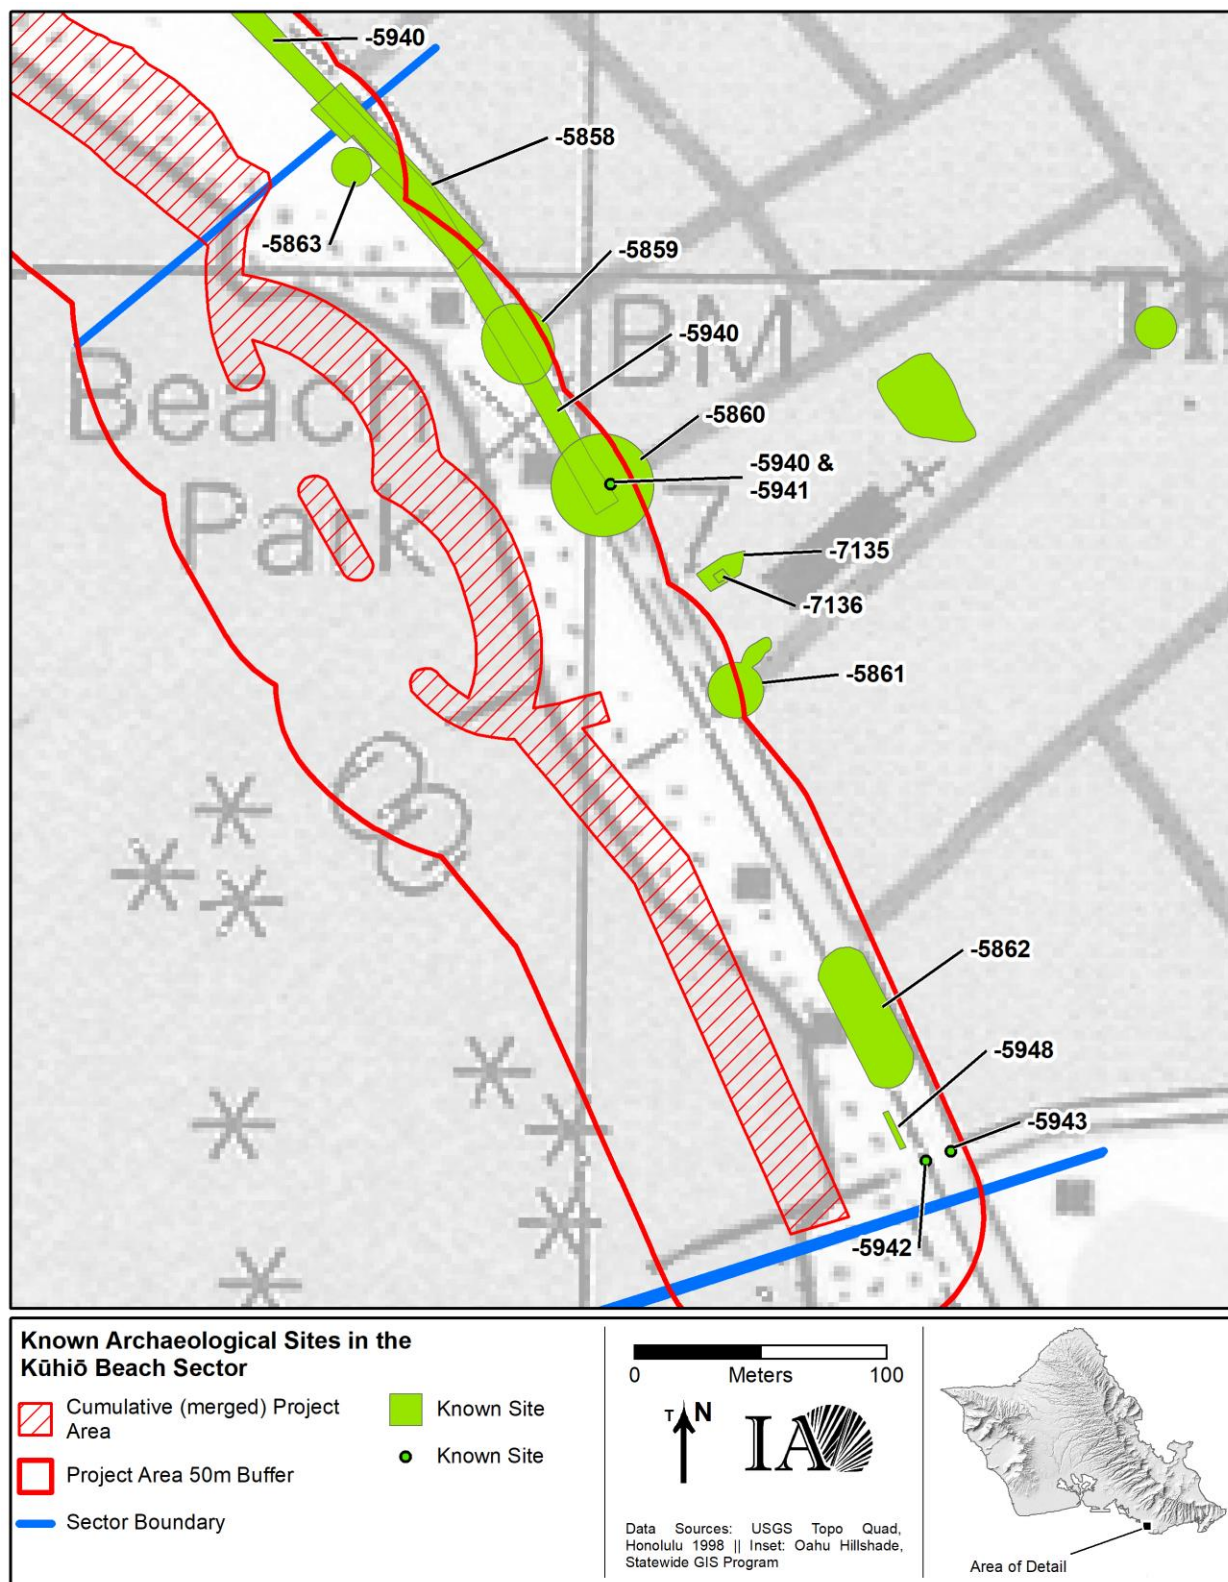 -5940
-5858
-5863
-5859
BM
-5940
Beach
-5860
-5940 &
-5941
Park
7
-7135
-7136
-5861
-5862
-5948
-5943
-5942
Known Archaeological Sites in the
Kūhiō Beach Sector
Cumulative (merged) Project
Area
Project Area 50m Buffer
Sector Boundary
Known Site
Known Site
0 Meters 100
T N
IA
Data Sources: USGS Topo Quad,
Honolulu 1998 || Inset: Oahu Hillshade,
Statewide GIS Program
Area of Detail